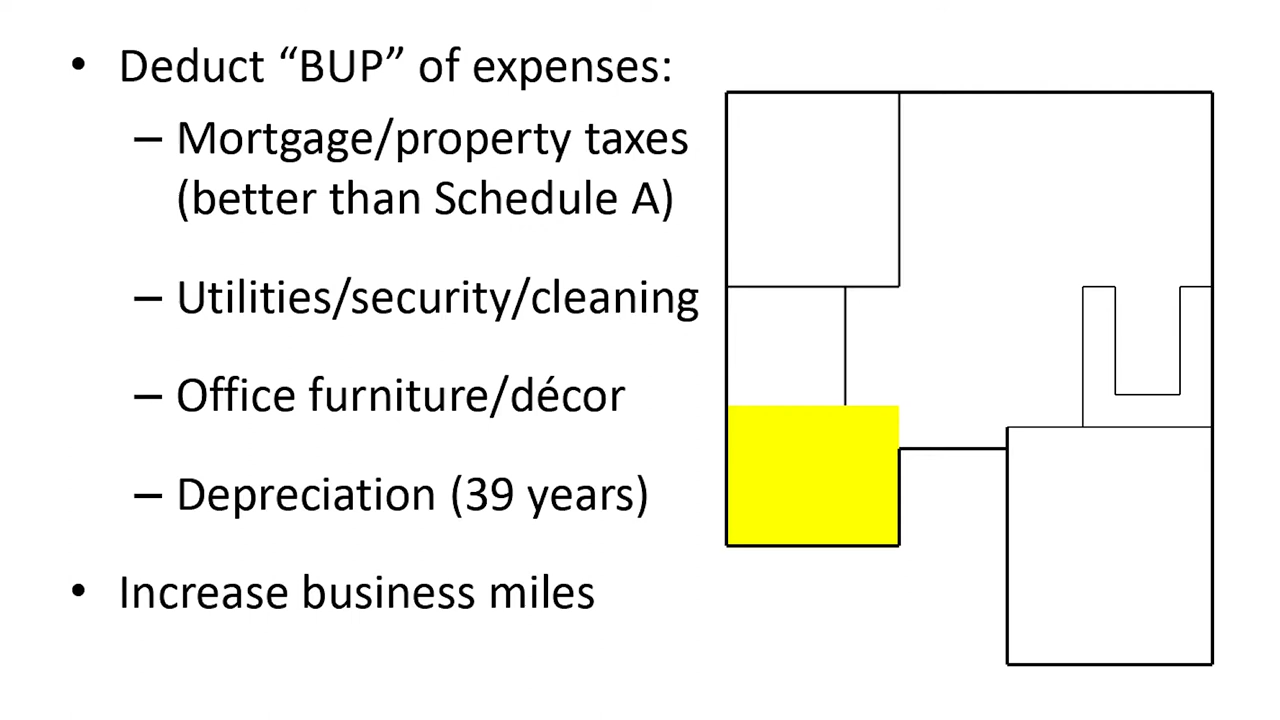 • Deduct “BUP” of expenses:
– Mortgage/property taxes
(better than Schedule A)
– Utilities/security/cleaning
– Office furniture/décor
– Depreciation (39 years)
• Increase business miles